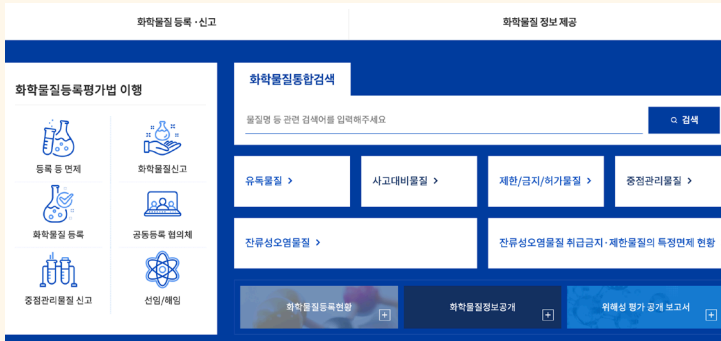 화학물질 등록·신고
화학물질 정보 제공
화학물질등록평가법 이행
등록 등 면제
화학물질신고
화학물질 등록
공동등록 협의체
중점관리물질 신고
선임/해임
화학물질통합검색
물질명 등 관련 검색어를 입력해주세요
검색
유독물질 >
사고대비물질 >
제한/금지/허가물질 >
중점관리물질 >
잔류성오염물질 >
잔류성오염물질 취급금지·제한물질의 특정면제 현황
화학물질등록현황
화학물질정보공개
위해성 평가 공개 보고서